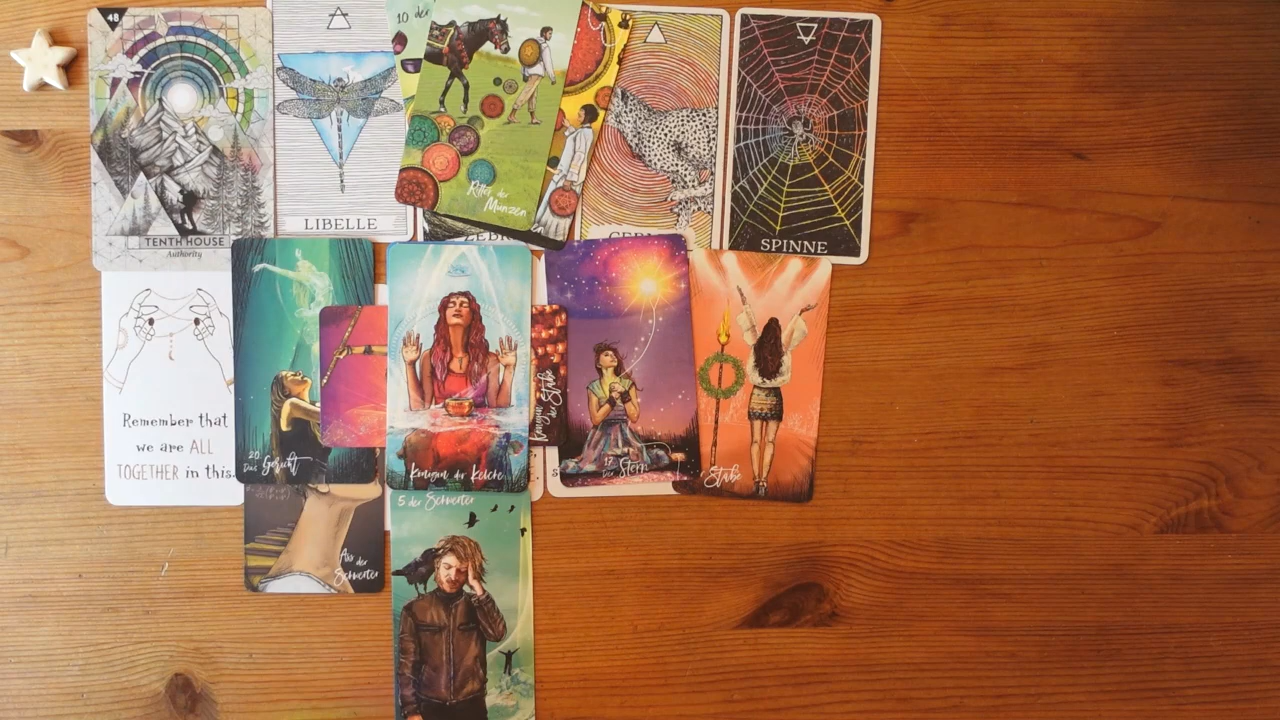 48
TENTH HOUSE
Authority
LIBELLE
10 der
Ritter der
Münzen
SPINNE
Remember that
we are ALL
TOGETHER in this.
20
Das Gericht
Königin der Kelche
Königin
der Stäbe
17
Der Stern
Stäbe
Ass der
Schwerter
5 der Schwerter